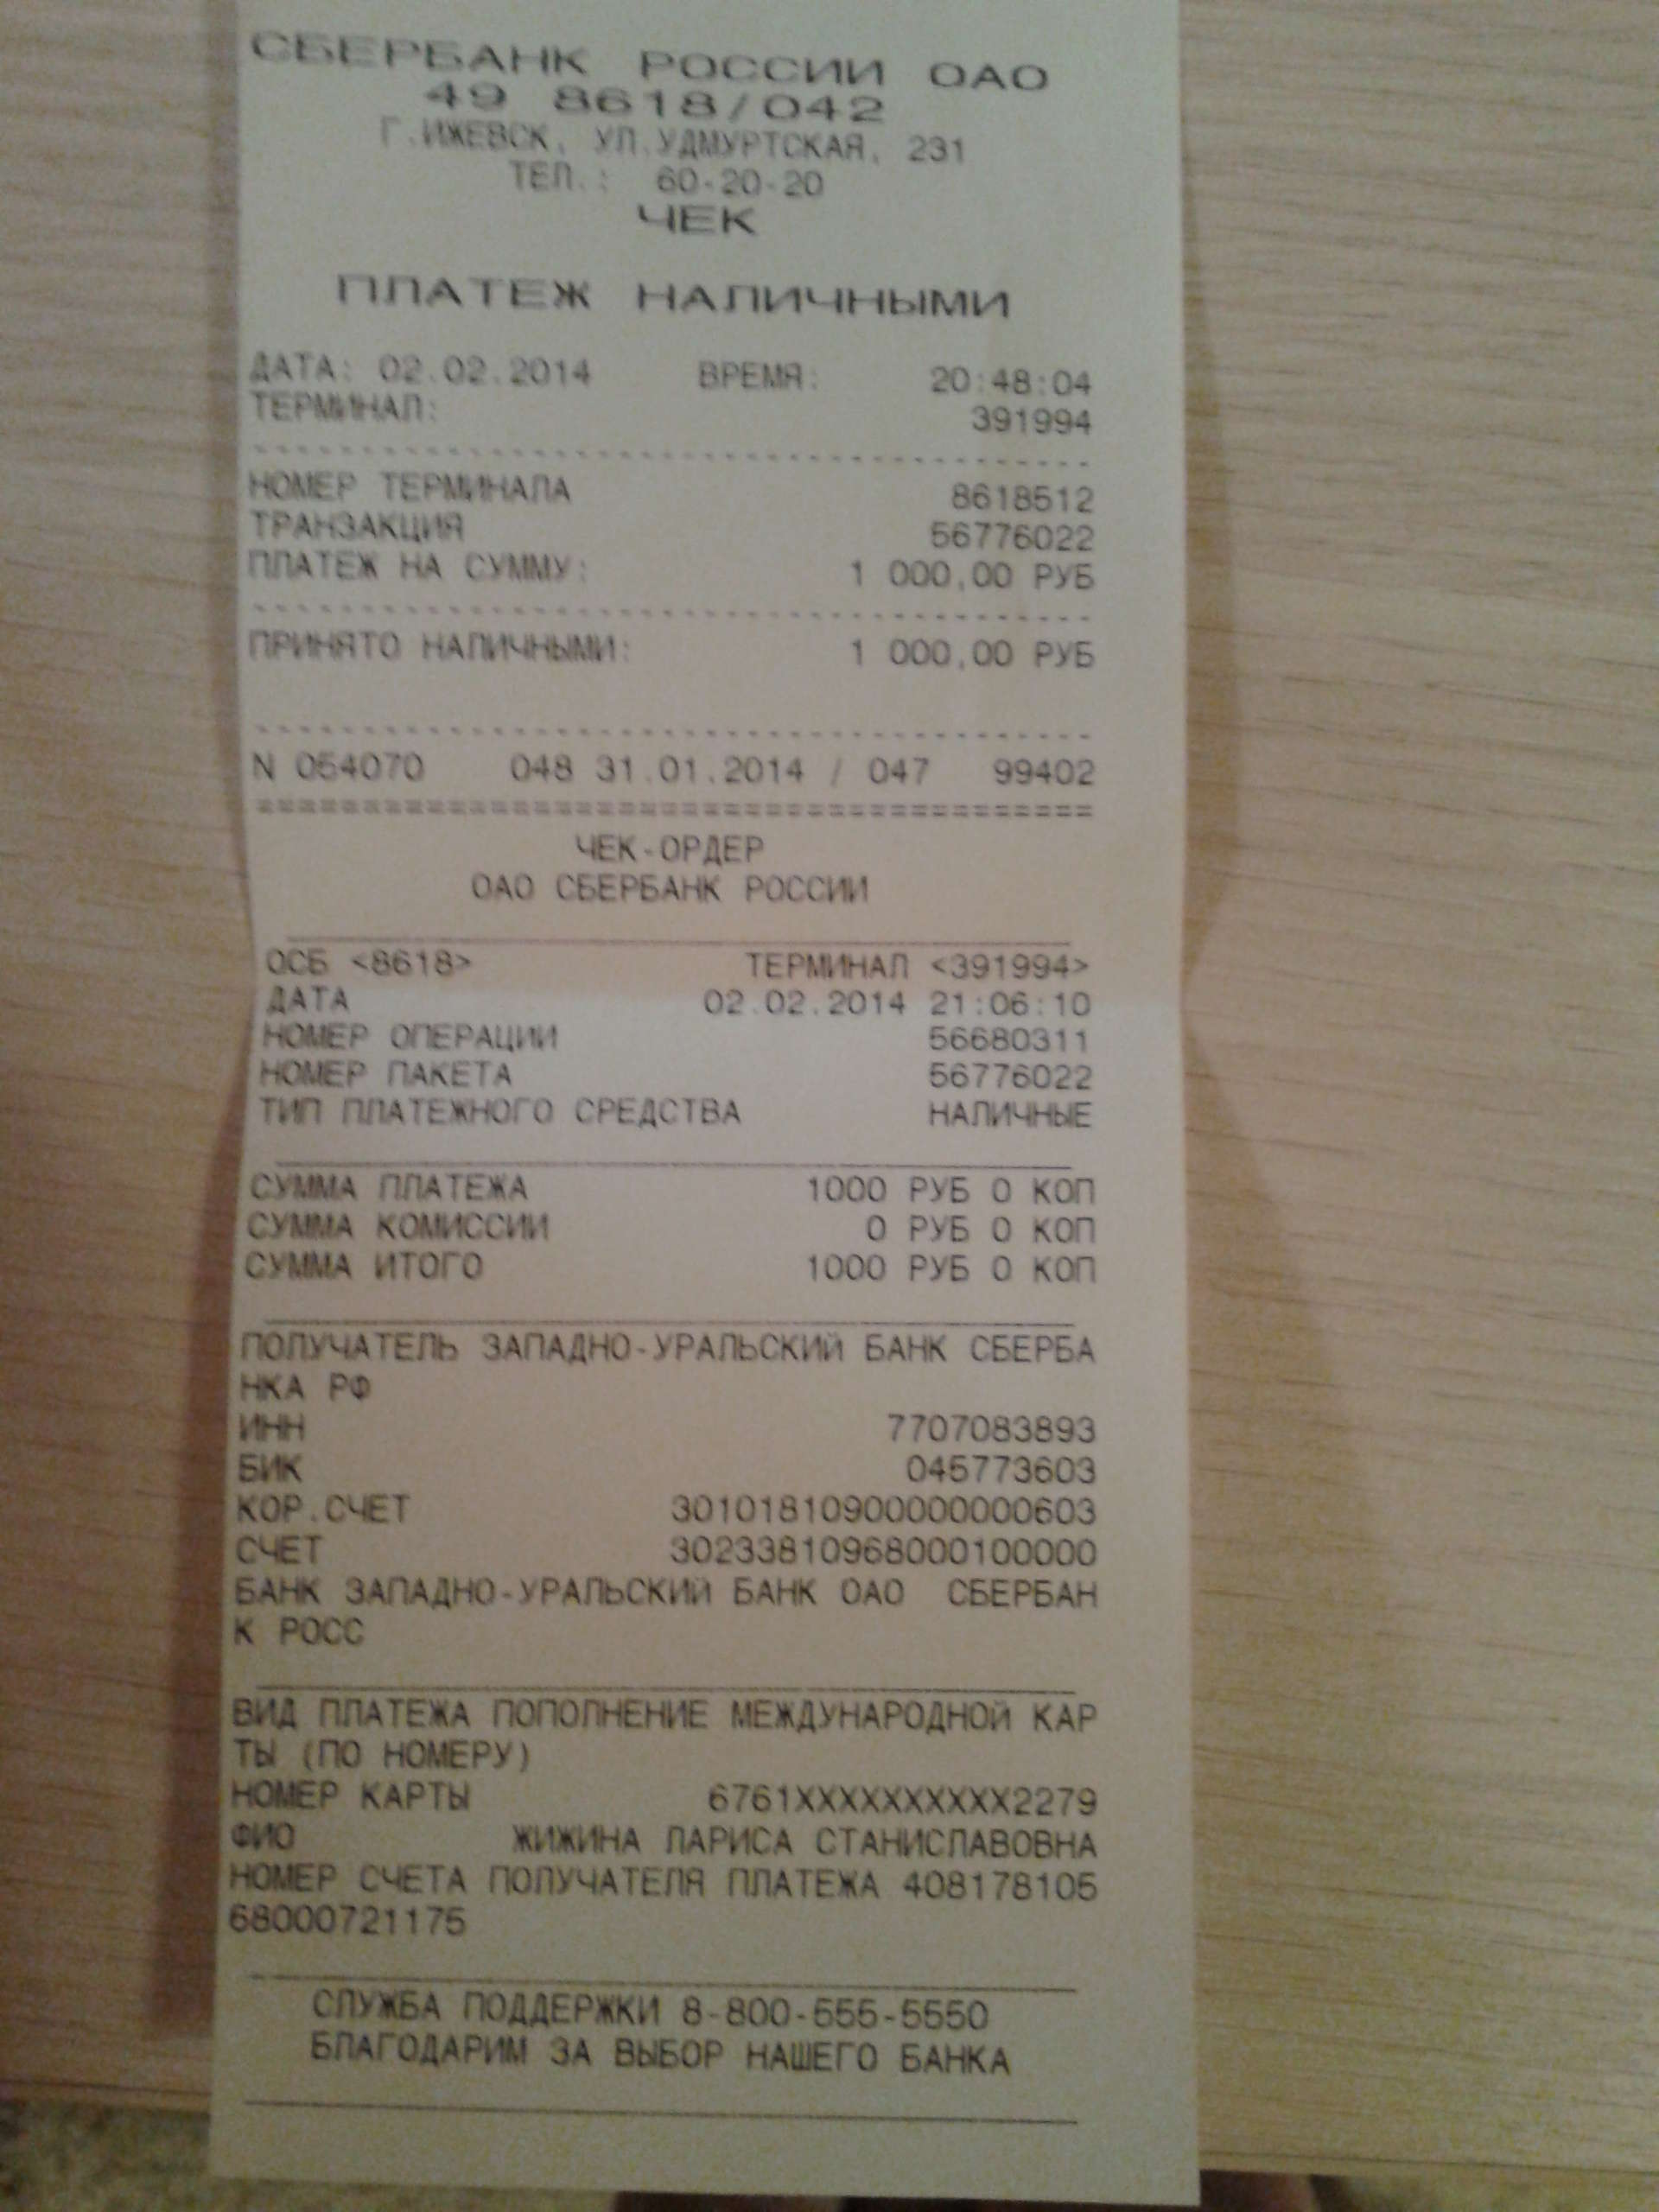 СБЕРБАНК РОССИИ ОАО
49 8618/042
Г.ИЖЕВСК, УЛ.УДМУРТСКАЯ, 231
ТЕЛ.: 60-20-20
ЧЕК
ПЛАТЕЖ НАЛИЧНЫМИ
ДАТА: 02.02.2014 ВРЕМЯ: 20:48:04
ТЕРМИНАЛ: 391994
НОМЕР ТЕРМИНАЛА 8618512
ТРАНЗАКЦИЯ 56776022
ПЛАТЕЖ НА СУММУ: 1 000,00 РУБ
ПРИНЯТО НАЛИЧНЫМИ: 1 000,00 РУБ
N 054070 048 31.01.2014 / 047 99402
ЧЕК-ОРДЕР
ОАО СБЕРБАНК РОССИИ
ОСБ <8618> ТЕРМИНАЛ <391994>
ДАТА 02.02.2014 21:06:10
НОМЕР ОПЕРАЦИИ 56680311
НОМЕР ПАКЕТА 56776022
ТИП ПЛАТЕЖНОГО СРЕДСТВА НАЛИЧНЫЕ
СУММА ПЛАТЕЖА 1000 РУБ 0 КОП
СУММА КОМИССИИ 0 РУБ 0 КОП
СУММА ИТОГО 1000 РУБ 0 КОП
ПОЛУЧАТЕЛЬ ЗАПАДНО-УРАЛЬСКИЙ БАНК СБЕРБА
НКА РФ
ИНН 7707083893
БИК 045773603
КОР.СЧЕТ 30101810900000000603
СЧЕТ 30233810968000100000
БАНК ЗАПАДНО-УРАЛЬСКИЙ БАНК ОАО СБЕРБАН
К РОСС
ВИД ПЛАТЕЖА ПОПОЛНЕНИЕ МЕЖДУНАРОДНОЙ КАР
ТЫ (ПО НОМЕРУ)
НОМЕР КАРТЫ 6761XXXXXXXXXX2279
ФИО ЖИЖИНА ЛАРИСА СТАНИСЛАВОВНА
НОМЕР СЧЕТА ПОЛУЧАТЕЛЯ ПЛАТЕЖА 408178105
68000721175
СЛУЖБА ПОДДЕРЖКИ 8-800-555-5550
БЛАГОДАРИМ ЗА ВЫБОР НАШЕГО БАНКА